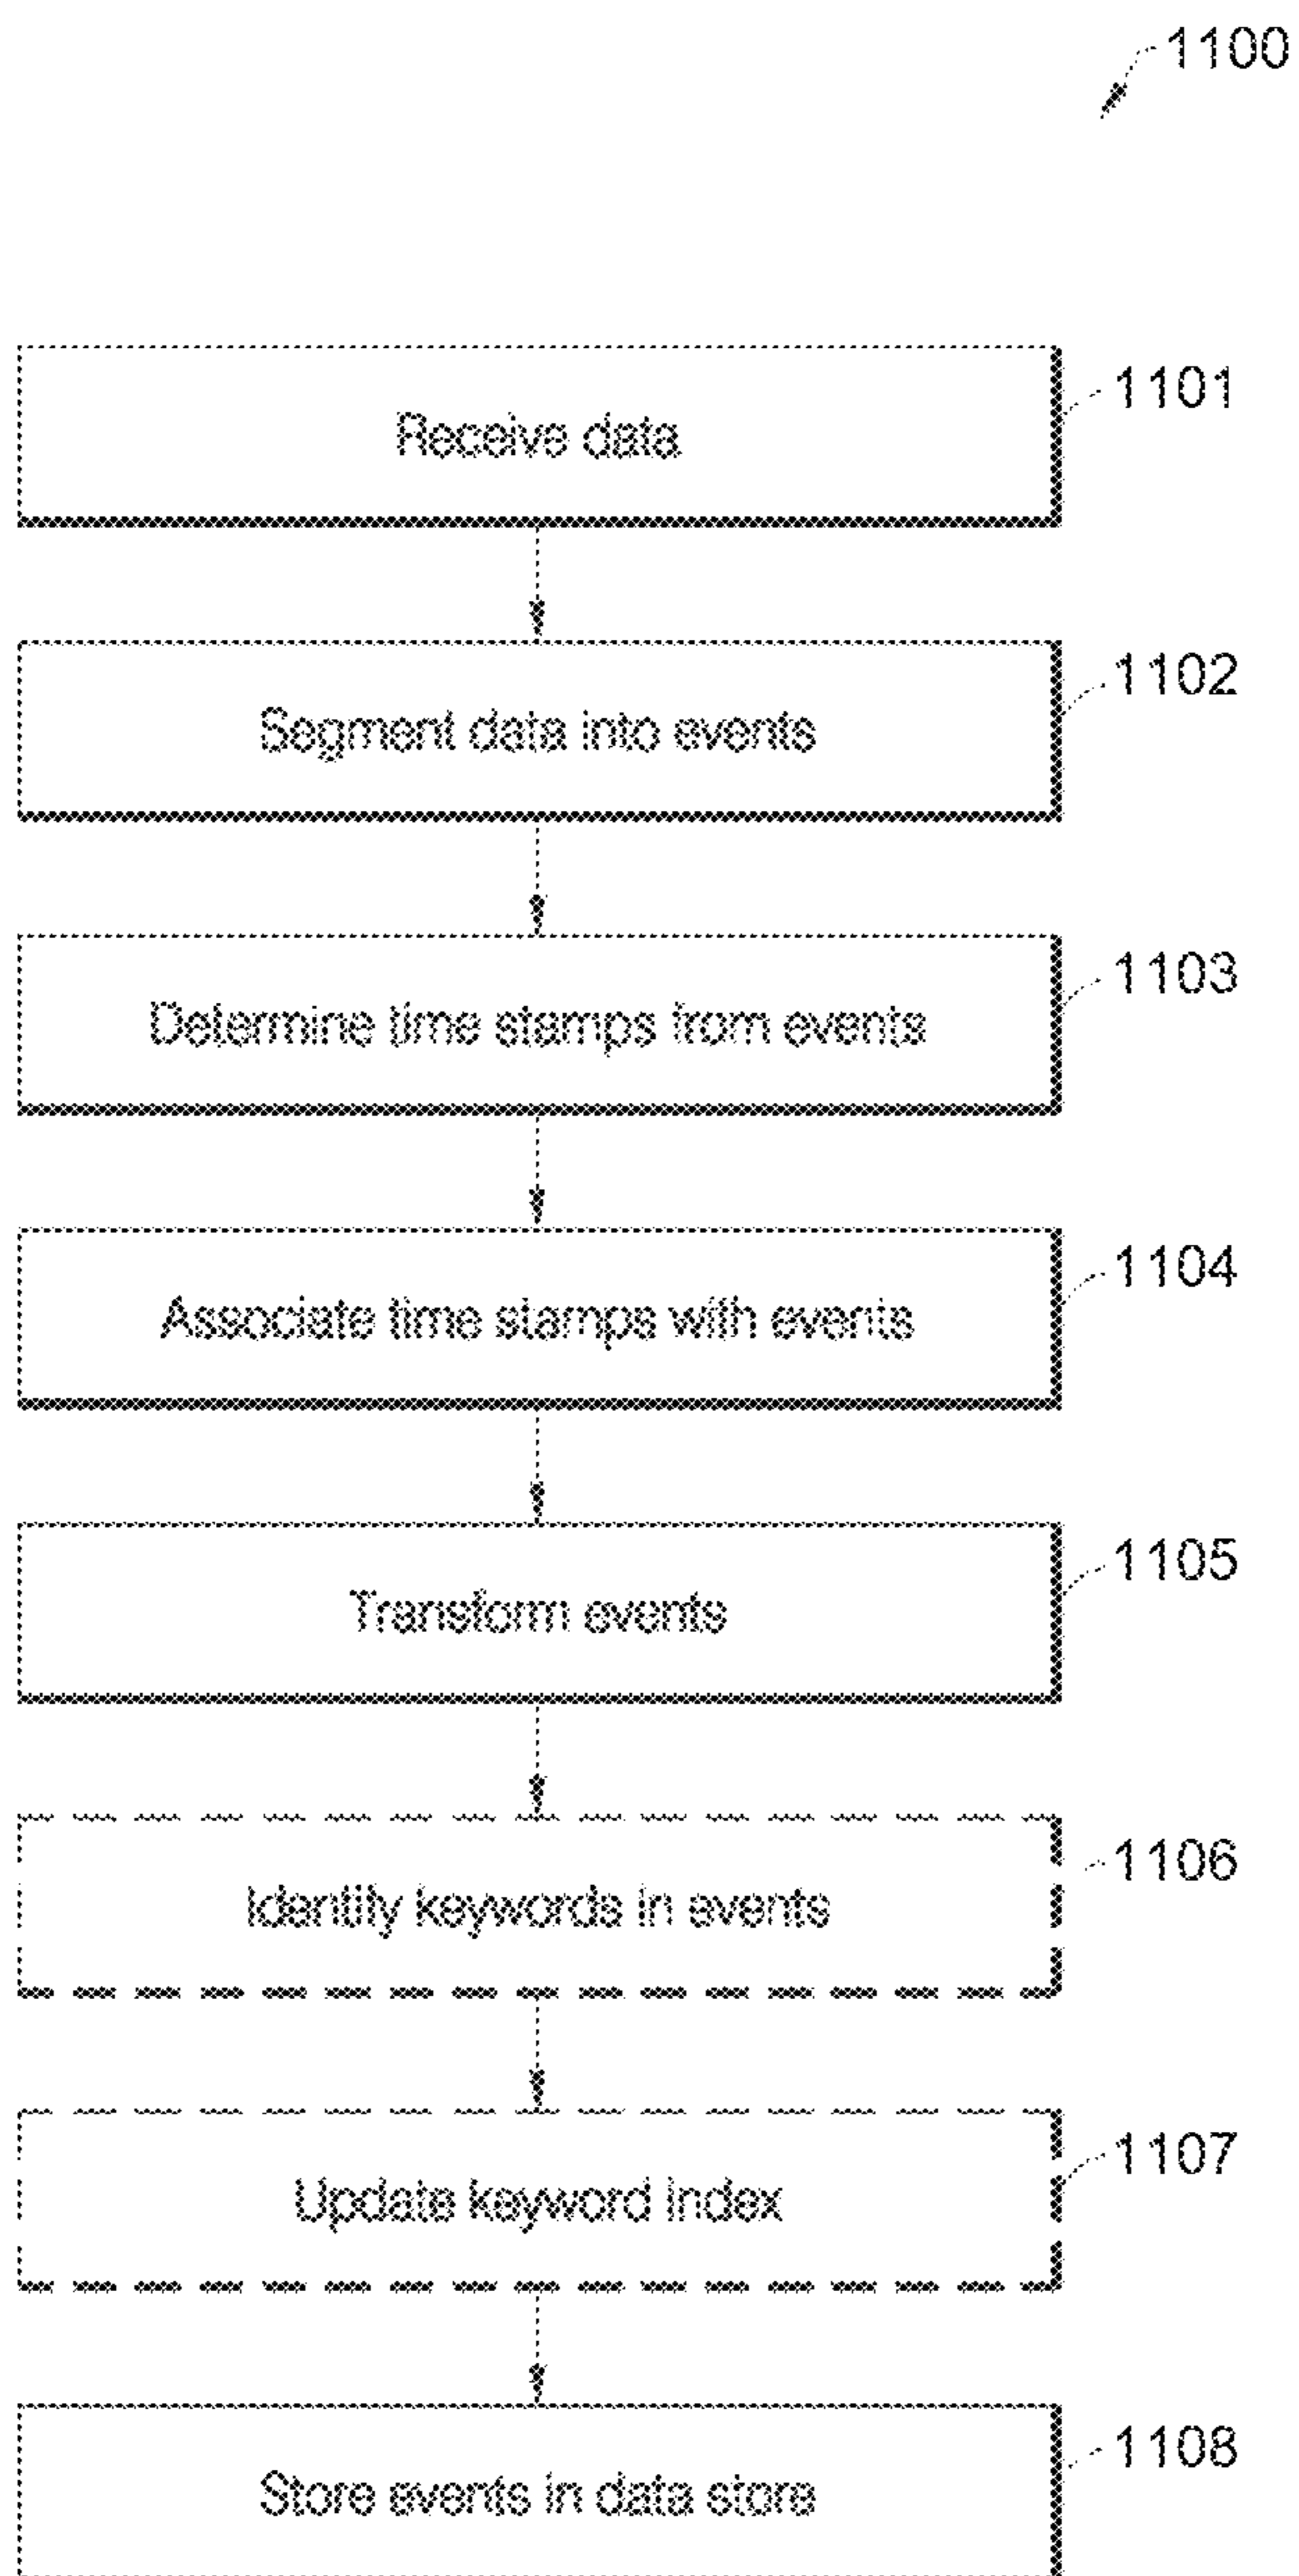 1100
Receive data
1101
Segment data into events
1102
Determine time stamps from events
1103
Associate time stamps with events
1104
Transform events
1105
Identify keywords in events
1106
Update keyword index
1107
Store events in data store
1108